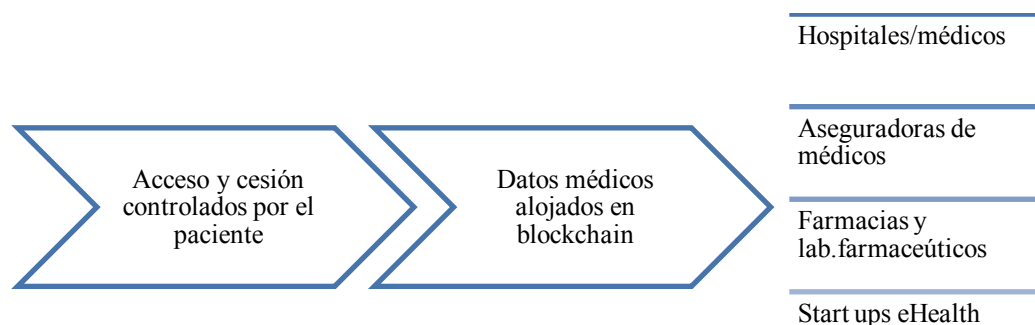 Acceso y cesión
controlados por el
paciente
Datos médicos
alojados en
blockchain
Hospitales/médicos
Aseguradoras de
médicos
Farmacias y
lab.farmaceúticos
Start ups eHealth